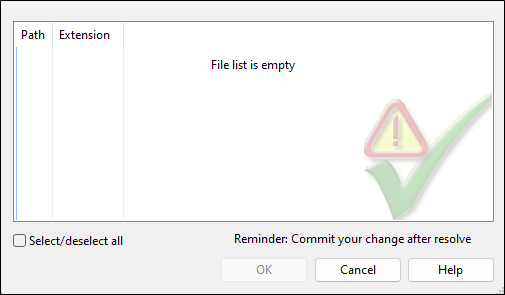 Path Extension
File list is empty
Select/deselect all
Reminder: Commit your change after resolve
OK Cancel Help